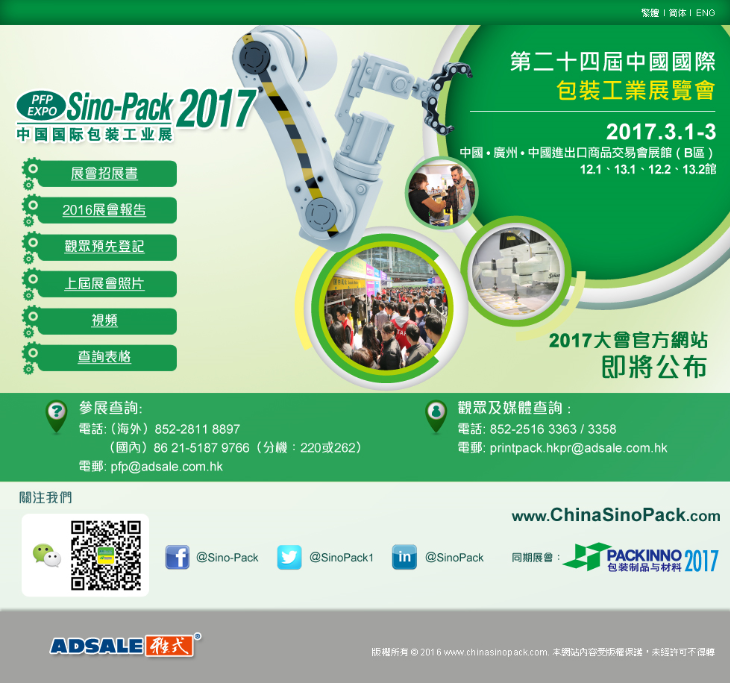 繁體 | 简体 | ENG
PFP EXPO Sino-Pack 2017
中国国际包装工业展
第二十四屆中國國際
包裝工業展覽會
2017.3.1-3
中國 • 廣州 • 中國進出口商品交易會展館（B區）
12.1、13.1、12.2、13.2館
展會招展書
2016展會報告
觀眾預先登記
上屆展會照片
視頻
查詢表格
2017大會官方網站
即將公布
參展查詢:
電話:（海外）852-2811 8897
（國內）86 21-5187 9766（分機：220或262）
電郵: pfp@adsale.com.hk
觀眾及媒體查詢：
電話: 852-2516 3363 / 3358
電郵: printpack.hkpr@adsale.com.hk
關注我們
www.ChinaSinoPack.com
@Sino-Pack
@SinoPack1
in @SinoPack
同期展會：
PACKINNO 2017
包装制品与材料
ADSALE 雅式®
版權所有 © 2016 www.chinasinopack.com. 本網站內容受版權保護，未經許可不得轉